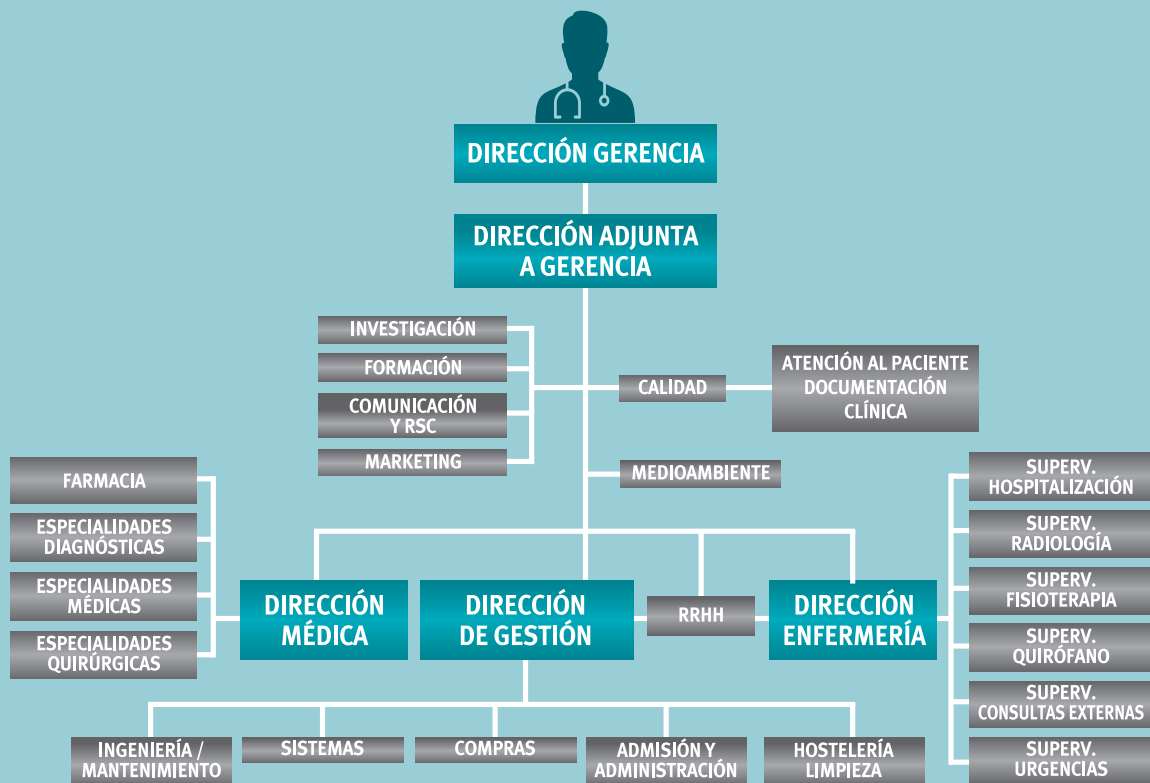 DIRECCIÓN GERENCIA
DIRECCIÓN ADJUNTA
A GERENCIA
INVESTIGACIÓN
FORMACIÓN
COMUNICACIÓN
Y RSC
MARKETING
CALIDAD
ATENCIÓN AL PACIENTE
DOCUMENTACIÓN
CLÍNICA
MEDIOAMBIENTE
FARMACIA
ESPECIALIDADES
DIAGNÓSTICAS
ESPECIALIDADES
MÉDICAS
ESPECIALIDADES
QUIRÚRGICAS
DIRECCIÓN
MÉDICA
DIRECCIÓN
DE GESTIÓN
RRHH
DIRECCIÓN
ENFERMERÍA
SUPERV.
HOSPITALIZACIÓN
SUPERV.
RADIOLOGÍA
SUPERV.
FISIOTERAPIA
SUPERV.
QUIRÓFANO
SUPERV.
CONSULTAS EXTERNAS
SUPERV.
URGENCIAS
INGENIERÍA /
MANTENIMIENTO
SISTEMAS
COMPRAS
ADMISIÓN Y
ADMINISTRACIÓN
HOSTELERÍA
LIMPIEZA